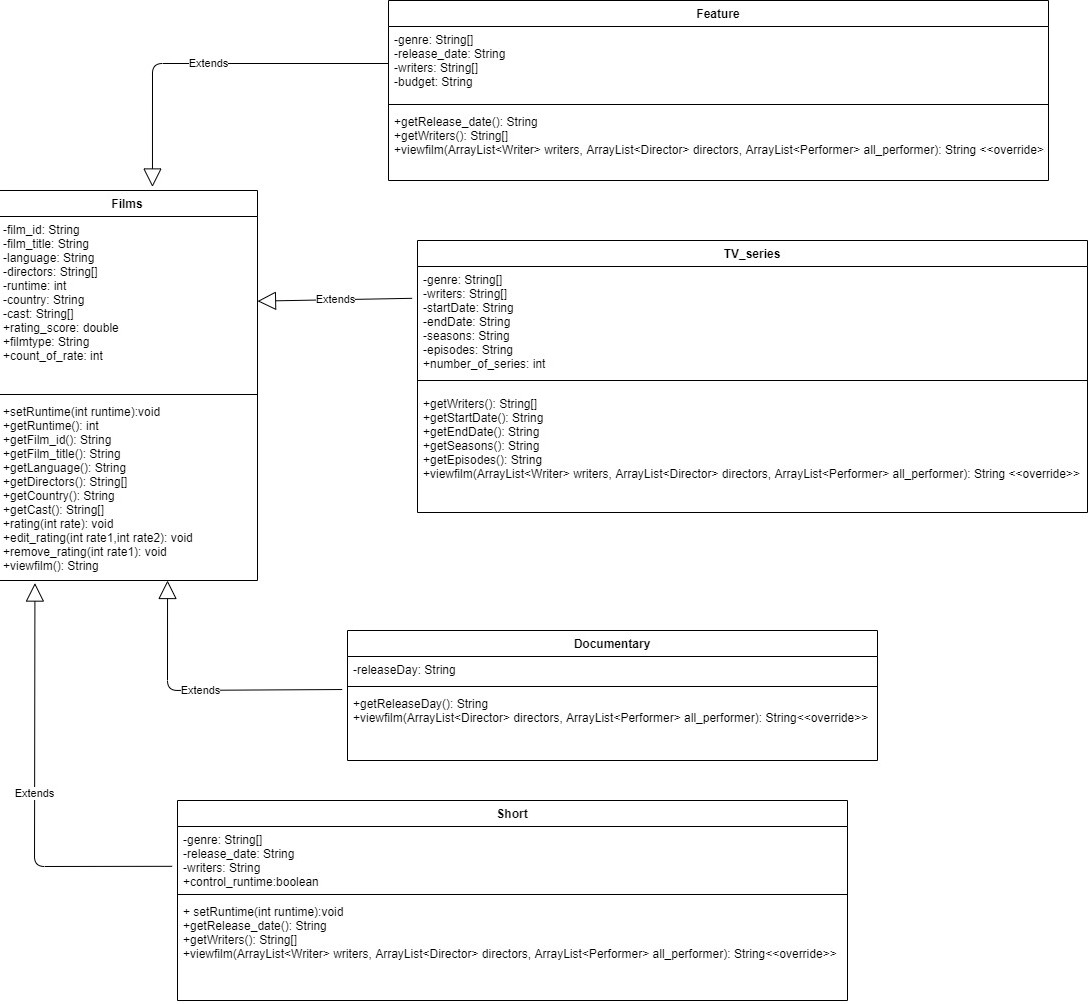 Feature
-genre: String[]
-release_date: String
-writers: String[]
-budget: String
+getRelease_date(): String
+getWriters(): String[]
+viewfilm(ArrayList<Writer> writers, ArrayList<Director> directors, ArrayList<Performer> all_performer): String <<override>
Extends
Films
-film_id: String
-film_title: String
-language: String
-directors: String[]
-runtime: int
-country: String
-cast: String[]
+rating_score: double
+filmtype: String
+count_of_rate: int
+setRuntime(int runtime):void
+getRuntime(): int
+getFilm_id(): String
+getFilm_title(): String
+getLanguage(): String
+getDirectors(): String[]
+getCountry(): String
+getCast(): String[]
+rating(int rate): void
+edit_rating(int rate1,int rate2): void
+remove_rating(int rate1): void
+viewfilm(): String
Extends
TV_series
-genre: String[]
-writers: String[]
-startDate: String
-endDate: String
-seasons: String
-episodes: String
+number_of_series: int
+getWriters(): String[]
+getStartDate(): String
+getEndDate(): String
+getSeasons(): String
+getEpisodes(): String
+viewfilm(ArrayList<Writer> writers, ArrayList<Director> directors, ArrayList<Performer> all_performer): String <<override>>
Extends
Documentary
-releaseDay: String
+getReleaseDay(): String
+viewfilm(ArrayList<Director> directors, ArrayList<Performer> all_performer): String<<override>>
Extends
Short
-genre: String[]
-release_date: String
-writers: String
+control_runtime:boolean
+ setRuntime(int runtime):void
+getRelease_date(): String
+getWriters(): String[]
+viewfilm(ArrayList<Writer> writers, ArrayList<Director> directors, ArrayList<Performer> all_performer): String<<override>>